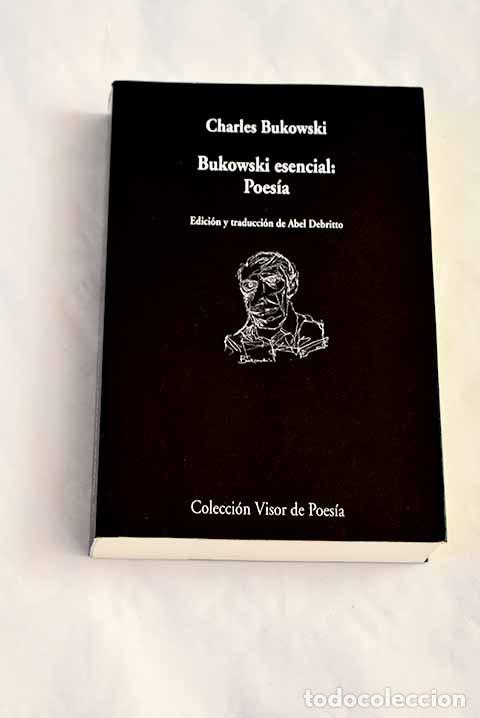 Charles Bukowski
Bukowski esencial:
Poesía
Edición y traducción de Abel Debritto
Bukowski
Colección Visor de Poesía
todocoleccion